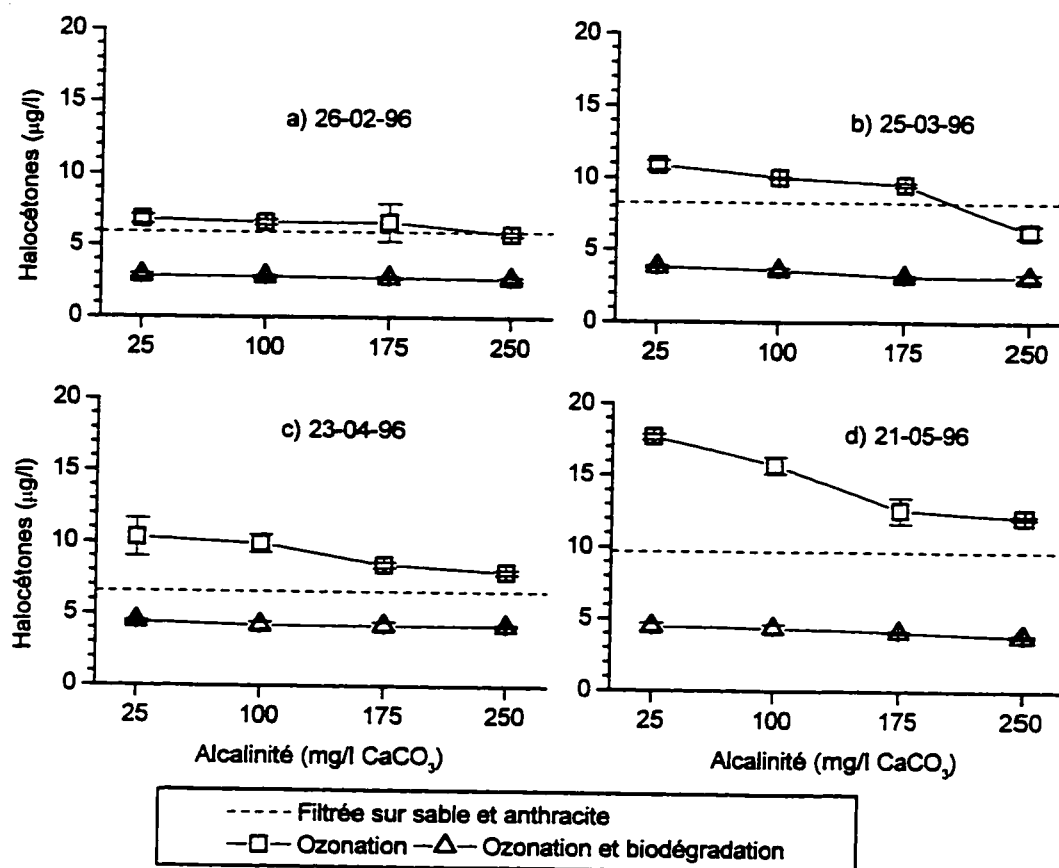 20
15
a) 26-02-96
10
5
0
25 100 175 250
Halocétones (µg/l)
20
15
b) 25-03-96
10
5
0
25 100 175 250
20
15
c) 23-04-96
10
5
0
25 100 175 250
Halocétones (µg/l)
Alcalinité (mg/l CaCO₃)
20
15
d) 21-05-96
10
5
0
25 100 175 250
Alcalinité (mg/l CaCO₃)
Filtrée sur sable et anthracite
Ozonation Ozonation et biodégradation